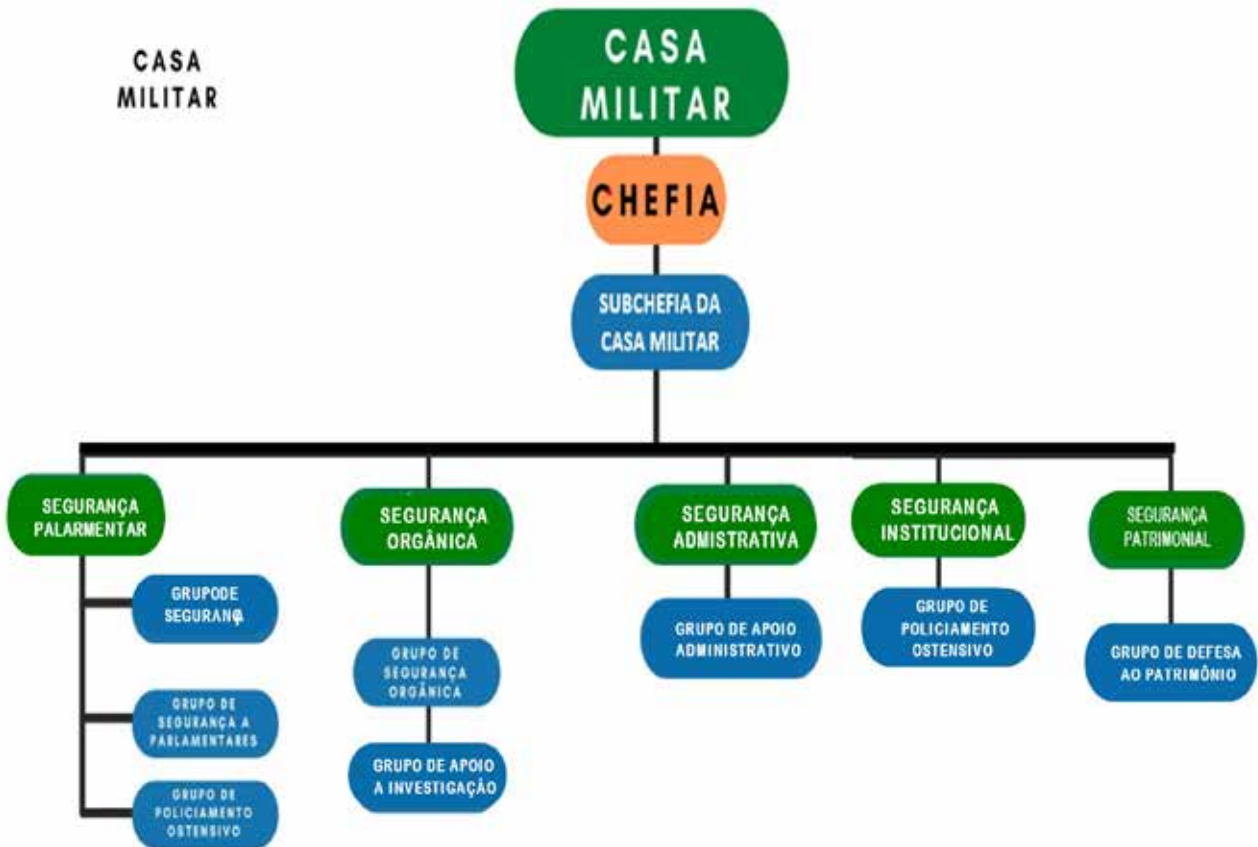 CASA
MILITAR
CASA
MILITAR
CHEFIA
SUBCHEFIA DA
CASA MILITAR
SEGURANÇA
PALARMENTAR
GRUPODE
SEGURANÇA
GRUPO DE
SEGURANÇA A
PARLAMENTARES
GRUPO DE
POLICIAMENTO
OSTENSIVO
SEGURANÇA
ORGÂNICA
GRUPO DE
SEGURANÇA
ORGÂNICA
GRUPO DE APOIO
A INVESTIGAÇÃO
SEGURANÇA
ADMISTRATIVA
GRUPO DE APOIO
ADMINISTRATIVO
SEGURANÇA
INSTITUCIONAL
GRUPO DE
POLICIAMENTO
OSTENSIVO
SEGURANÇA
PATRIMONIAL
GRUPO DE DEFESA
AO PATRIMÔNIO